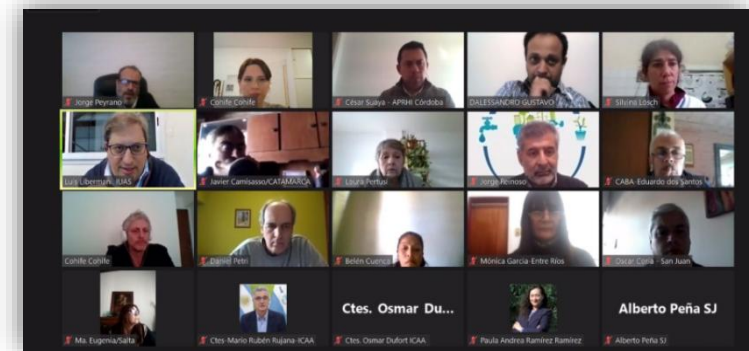 Jorge Peyrano
Cohife Cohife
César Suaya - APRHI Córdoba
DALESSANDRO GUSTAVO
Silvina Losch
Luis Liberman. IUAS
Javier Camisasso/CATAMARCA
Laura Pertusi
Jorge Reinoso
CABA-Eduardo dos Santos
Cohife Cohife
Daniel Petri
Belén Cuenca
Mónica Garcia-Entre Ríos
Oscar Coria - San Juan
Ctes. Osmar Du...
Alberto Peña SJ
Ma. Eugenia/Salta
Ctes-Mario Rubén Rujana-ICAA
Ctes. Osmar Dufort ICAA
Paula Andrea Ramírez Ramírez
Alberto Peña SJ